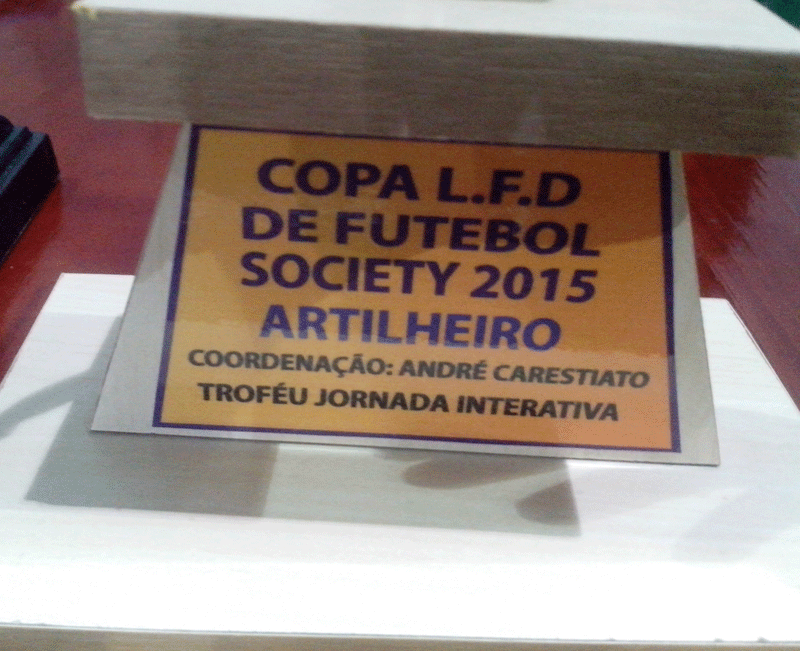 COPA L.F.D
DE FUTEBOL
SOCIETY 2015
ARTILHEIRO
COORDENAÇÃO: ANDRÉ CARESTIATO
TROFÉU JORNADA INTERATIVA